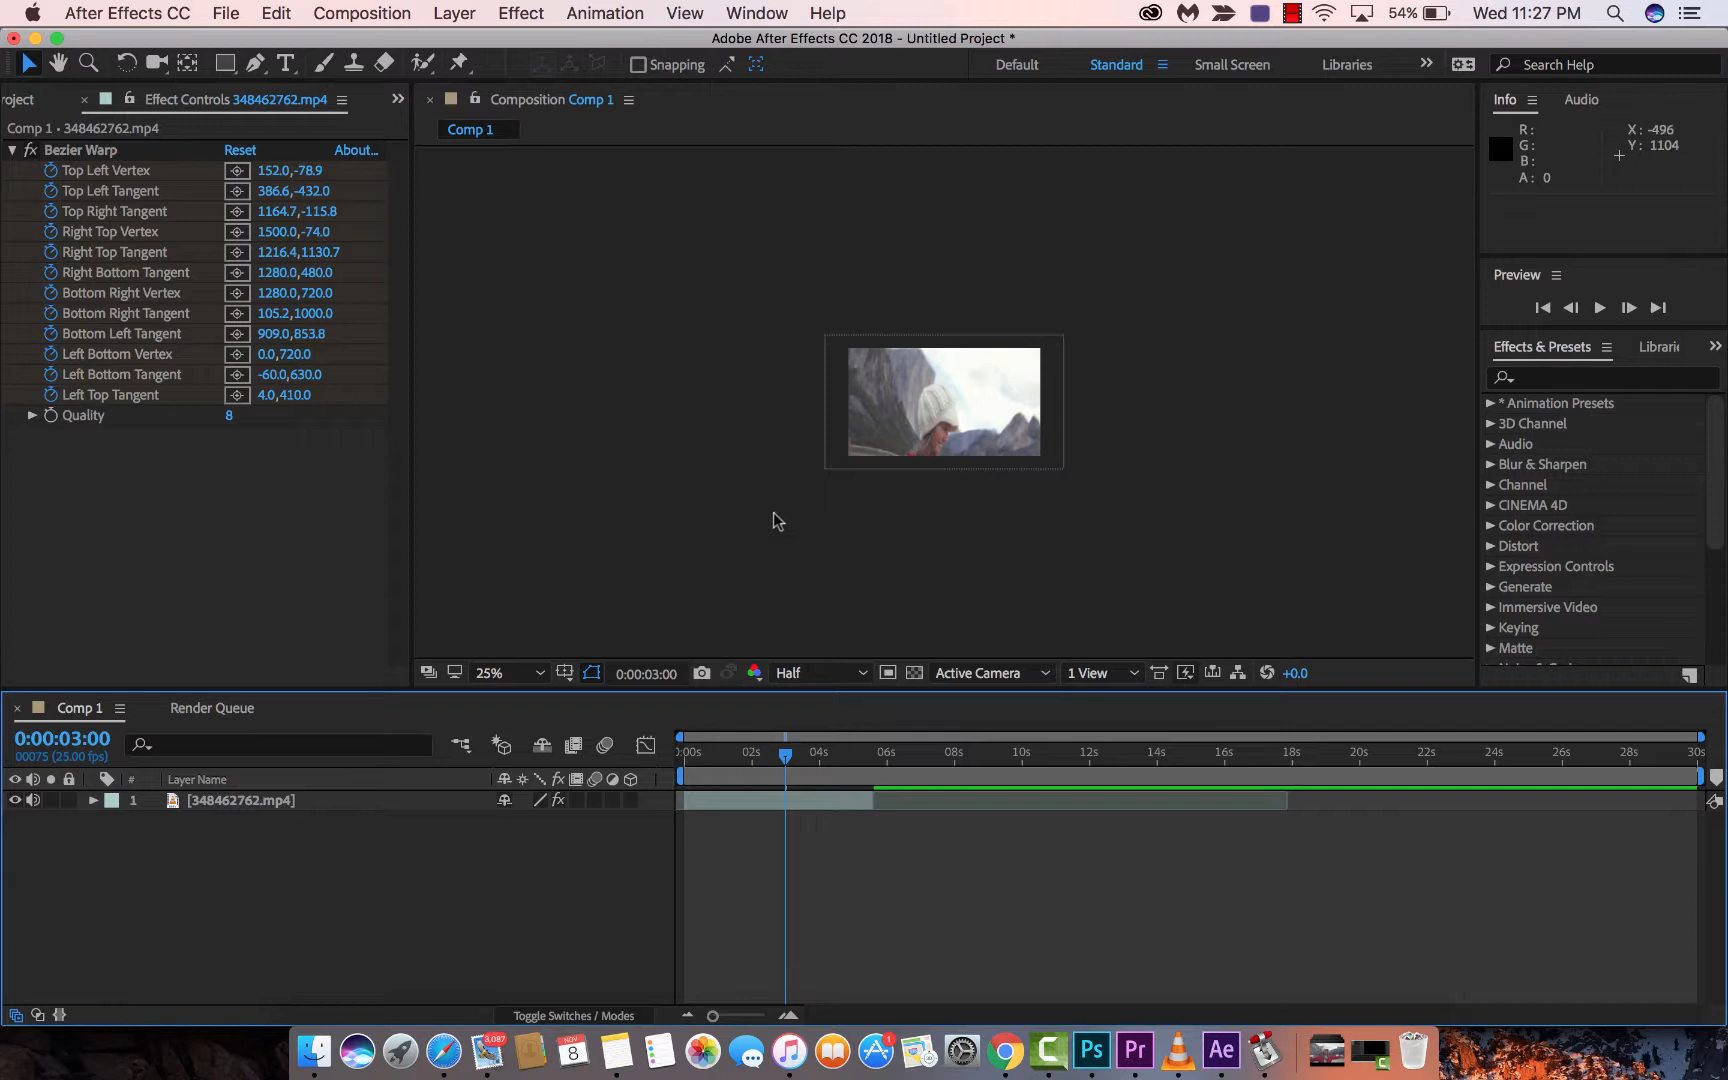 After Effects CC File Edit Composition Layer Effect Animation View Window Help 54% Wed 11:27 PM
Adobe After Effects CC 2018 - Untitled Project *
T Snapping Default Standard Small Screen Libraries Search Help
roject Effect Controls 348462762.mp4
Composition Comp 1
Info Audio
Comp 1 • 348462762.mp4
Comp 1
R: X: -496
G: Y: 1104
B:
A: 0
fx Bezier Warp Reset About...
Top Left Vertex 152.0,-78.9
Top Left Tangent 386.6,-432.0
Top Right Tangent 1164.7,-115.8
Right Top Vertex 1500.0,-74.0
Right Top Tangent 1216.4,1130.7
Right Bottom Tangent 1280.0,480.0
Bottom Right Vertex 1280.0,720.0
Bottom Right Tangent 105.2,1000.0
Bottom Left Tangent 909.0,853.8
Left Bottom Vertex 0.0,720.0
Left Bottom Tangent -60.0,630.0
Left Top Tangent 4.0,410.0
Quality 8
Preview
Effects & Presets Librari
* Animation Presets
3D Channel
Audio
Blur & Sharpen
Channel
CINEMA 4D
Color Correction
Distort
Expression Controls
Generate
Immersive Video
Keying
Matte
25% 0:00:03:00 Half Active Camera 1 View +0.0
Comp 1 Render Queue
0:00:03:00
00075 (25.00 fps)
0:00s 02s 04s 06s 08s 10s 12s 14s 16s 18s 20s 22s 24s 26s 28s 30s
# Layer Name fx
1 [348462762.mp4] fx
Toggle Switches / Modes
3,087 NOV 8 1 Ps Pr Ae